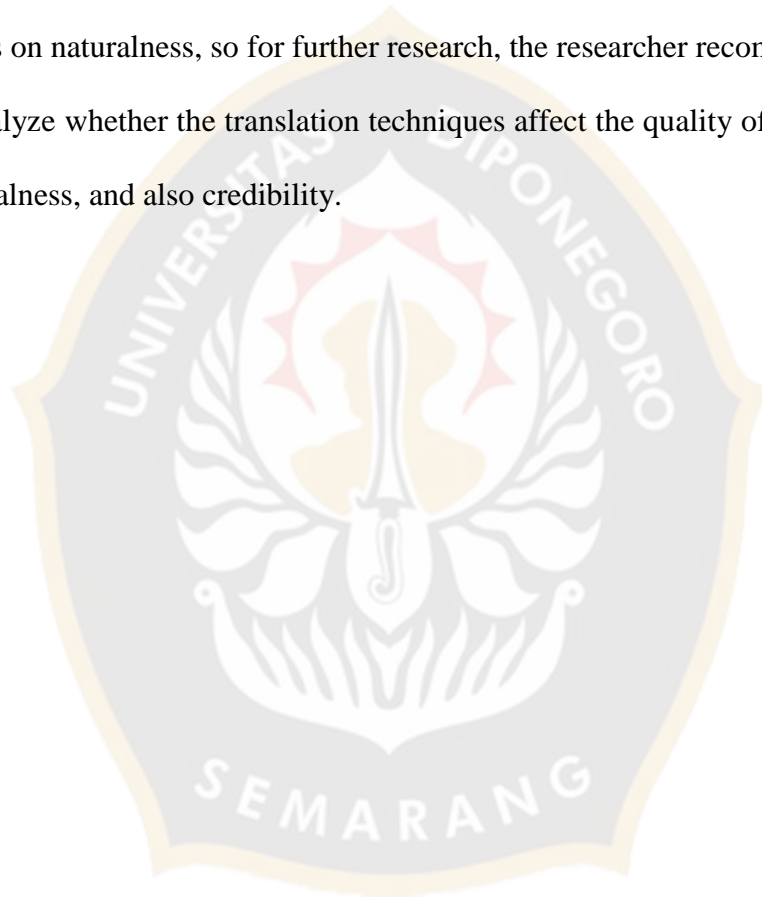 s on naturalness, so for further research, the researcher recon
alyze whether the translation techniques affect the quality of
alness, and also credibility.
UNIVERSITAS DIPONEGORO
SEMARANG